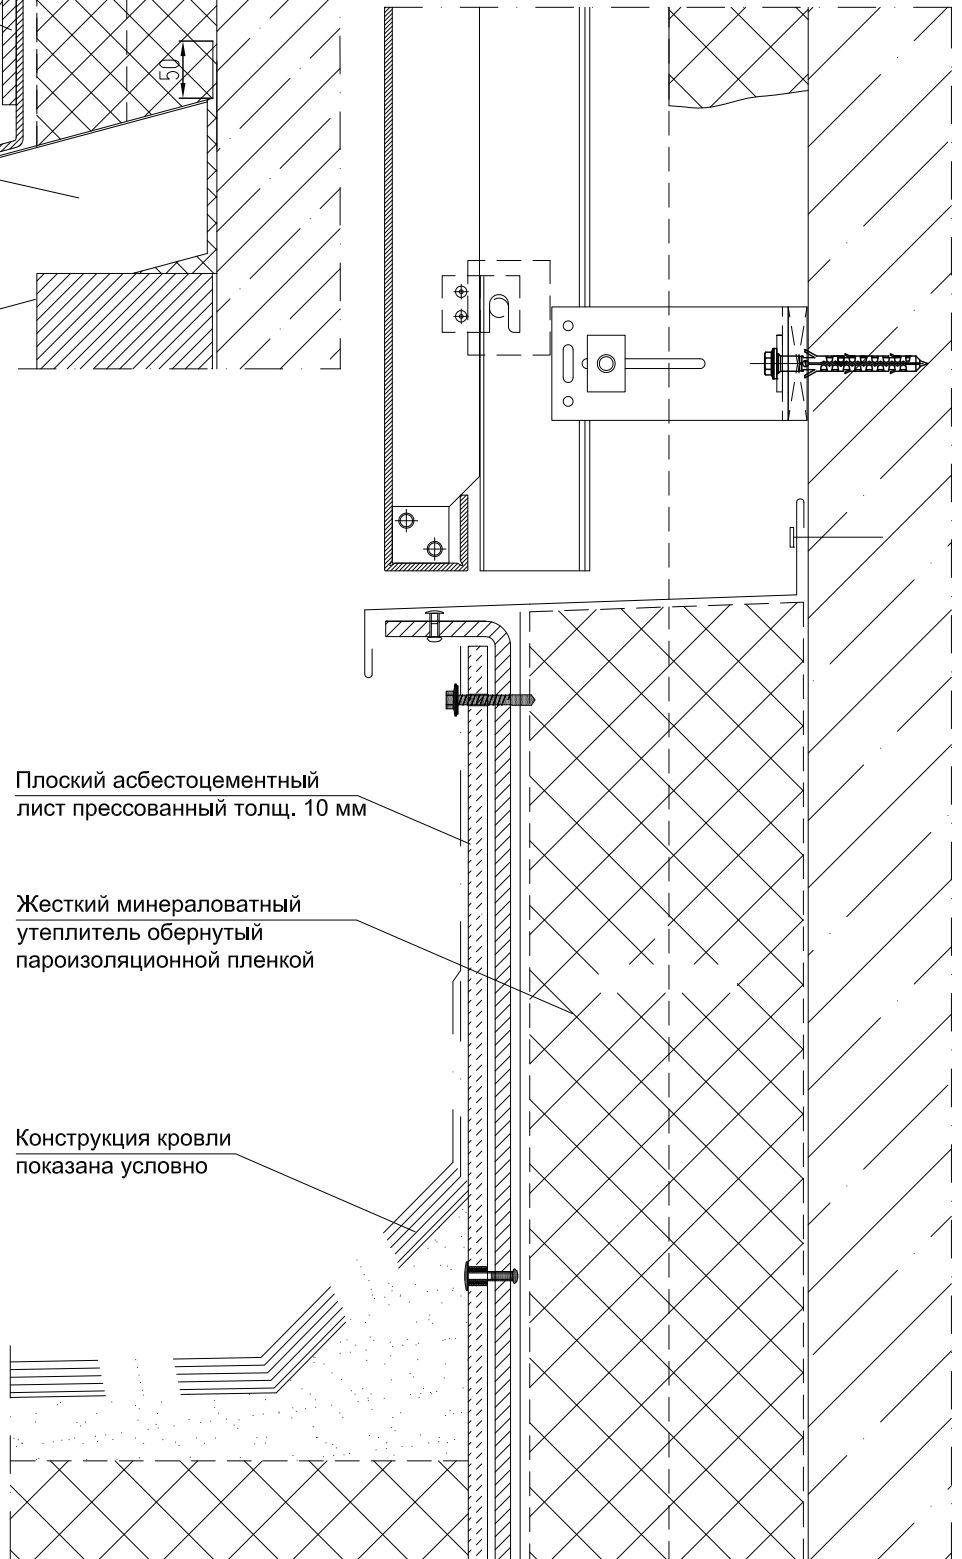 50
Плоский асбестоцементный
лист прессованный толщ. 10 мм
Жесткий минераловатный
утеплитель обернутый
пароизоляционной пленкой
Конструкция кровли
показана условно